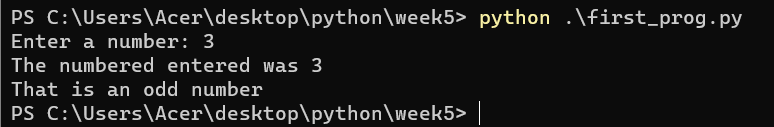 PS C:\Users\Acer\desktop\python\week5> python .\first_prog.py
Enter a number: 3
The numbered entered was 3
That is an odd number
PS C:\Users\Acer\desktop\python\week5>